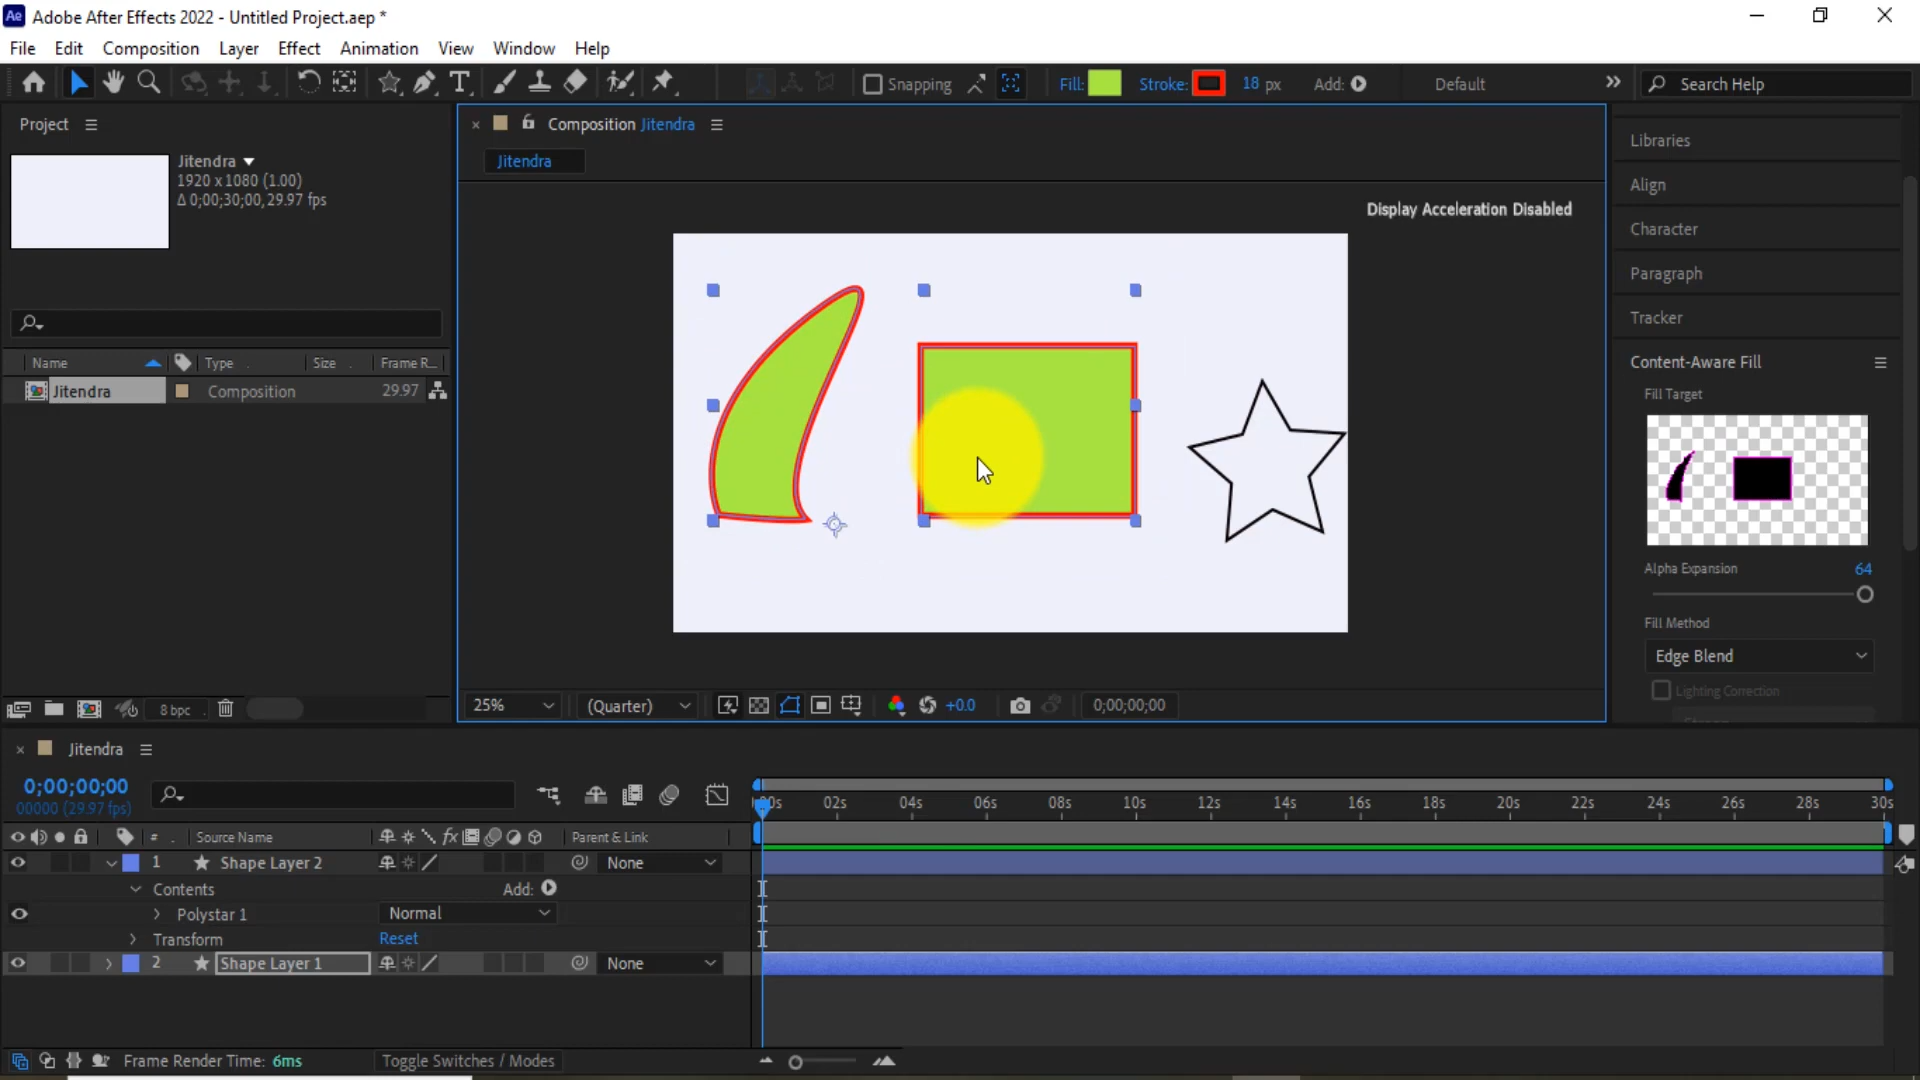 Adobe After Effects 2022 - Untitled Project.aep *
File Edit Composition Layer Effect Animation View Window Help
Snapping Fill: Stroke: 18 px Add: Default Search Help
Project
Jitendra
1920 x 1080 (1.00)
Δ 0;00;30;00, 29.97 fps
Name Type Size Frame R...
Jitendra Composition 29.97
8 bpc
Composition Jitendra
Jitendra
Display Acceleration Disabled
25% (Quarter) +0.0 0;00;00;00
Libraries
Align
Character
Paragraph
Tracker
Content-Aware Fill
Fill Target
Alpha Expansion 64
Fill Method
Edge Blend
Lighting Correction
Jitendra
0;00;00;00
00000 (29.97 fps)
02s 04s 06s 08s 10s 12s 14s 16s 18s 20s 22s 24s 26s 28s 30s
# Source Name Parent & Link
1 Shape Layer 2 None
Contents Add:
Polystar 1 Normal
Transform Reset
2 Shape Layer 1 None
Frame Render Time: 6ms Toggle Switches / Modes